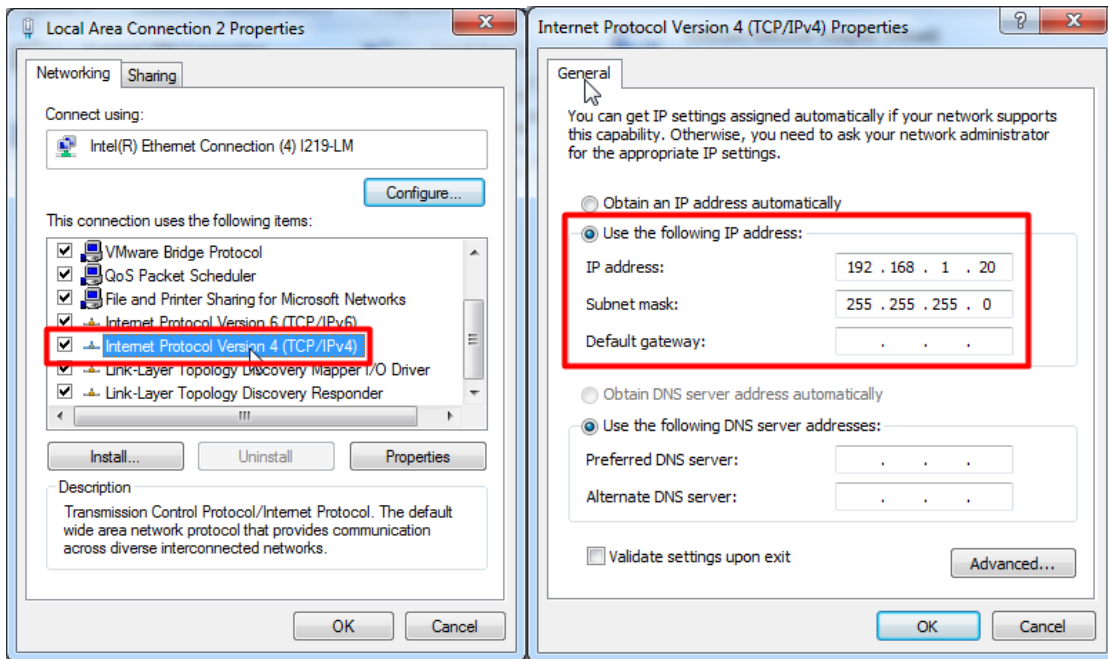 Local Area Connection 2 Properties
Networking
Sharing
Connect using:
Intel(R) Ethernet Connection (4) I219-LM
Configure...
This connection uses the following items:
VMware Bridge Protocol
QoS Packet Scheduler
File and Printer Sharing for Microsoft Networks
Internet Protocol Version 6 (TCP/IPv6)
Internet Protocol Version 4 (TCP/IPv4)
Link-Layer Topology Discovery Mapper I/O Driver
Link-Layer Topology Discovery Responder
Install...
Uninstall
Properties
Description
Transmission Control Protocol/Internet Protocol. The default
wide area network protocol that provides communication
across diverse interconnected networks.
OK
Cancel
Internet Protocol Version 4 (TCP/IPv4) Properties
General
You can get IP settings assigned automatically if your network supports
this capability. Otherwise, you need to ask your network administrator
for the appropriate IP settings.
Obtain an IP address automatically
Use the following IP address:
IP address: 192 . 168 . 1 . 20
Subnet mask: 255 . 255 . 255 . 0
Default gateway: . . .
Obtain DNS server address automatically
Use the following DNS server addresses:
Preferred DNS server: . . .
Alternate DNS server: . . .
Validate settings upon exit
Advanced...
OK
Cancel